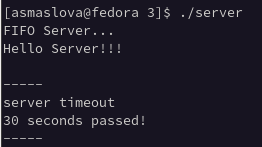 [asmaslova@fedora 3]$ ./server
FIFO Server...
Hello Server!!!
-----
server timeout
30 seconds passed!
-----